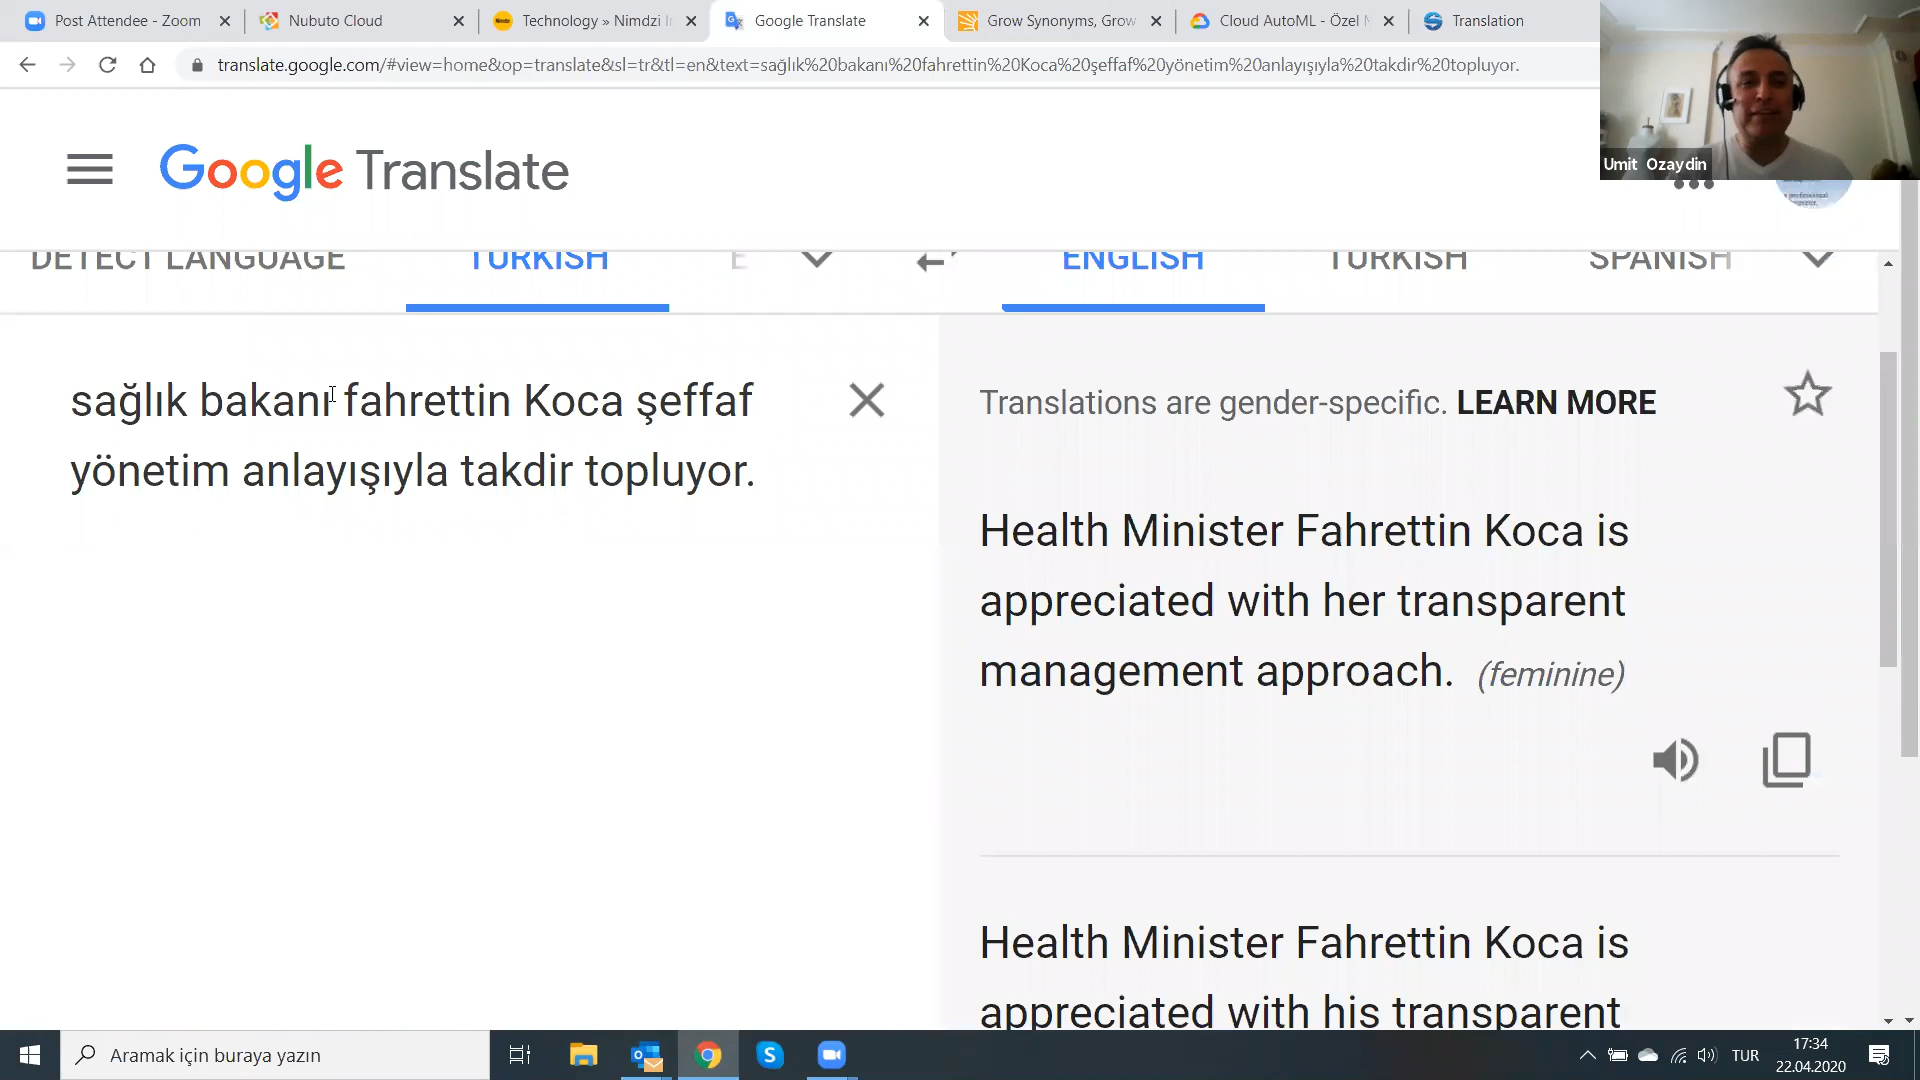 Post Attendee - Zoom
Nubuto Cloud
Technology » Nimdzi I
Google Translate
Grow Synonyms, Grow
Cloud AutoML - Özel
Translation
translate.google.com/#view=home&op=translate&sl=tr&tl=en&text=sağlık%20bakanı%20fahrettin%20Koca%20şeffaf%20yönetim%20anlayışıyla%20takdir%20topluyor.
Umit Ozaydin
Google Translate
DETECT LANGUAGE
TURKISH
E
ENGLISH
TURKISH
SPANISH
sağlık bakanı fahrettin Koca şeffaf
yönetim anlayışıyla takdir topluyor.
Translations are gender-specific. LEARN MORE
Health Minister Fahrettin Koca is
appreciated with her transparent
management approach. (feminine)
Health Minister Fahrettin Koca is
appreciated with his transparent
Aramak için buraya yazın
TUR
17:34
22.04.2020